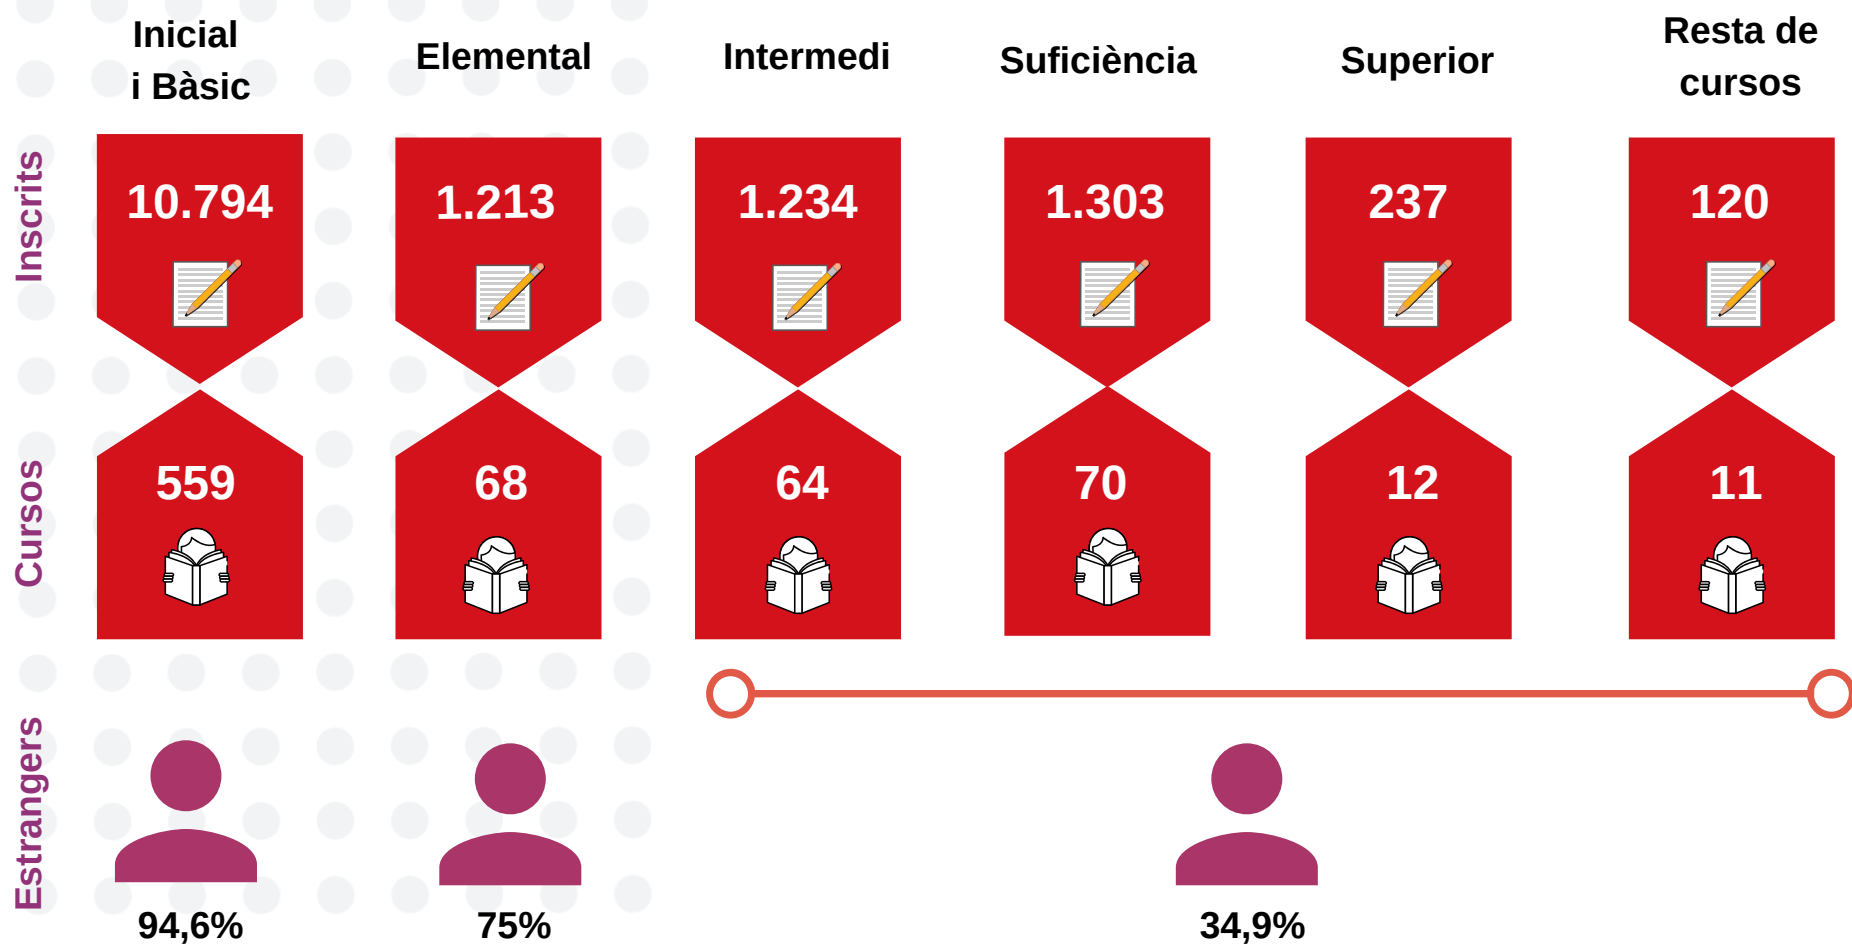 Inicial
i Bàsic
Elemental
Intermedi
Suficiència
Superior
Resta de
cursos
Inscrits
10.794
1.213
1.234
1.303
237
120
Cursos
559
68
64
70
12
11
Estrangers
94,6%
75%
34,9%